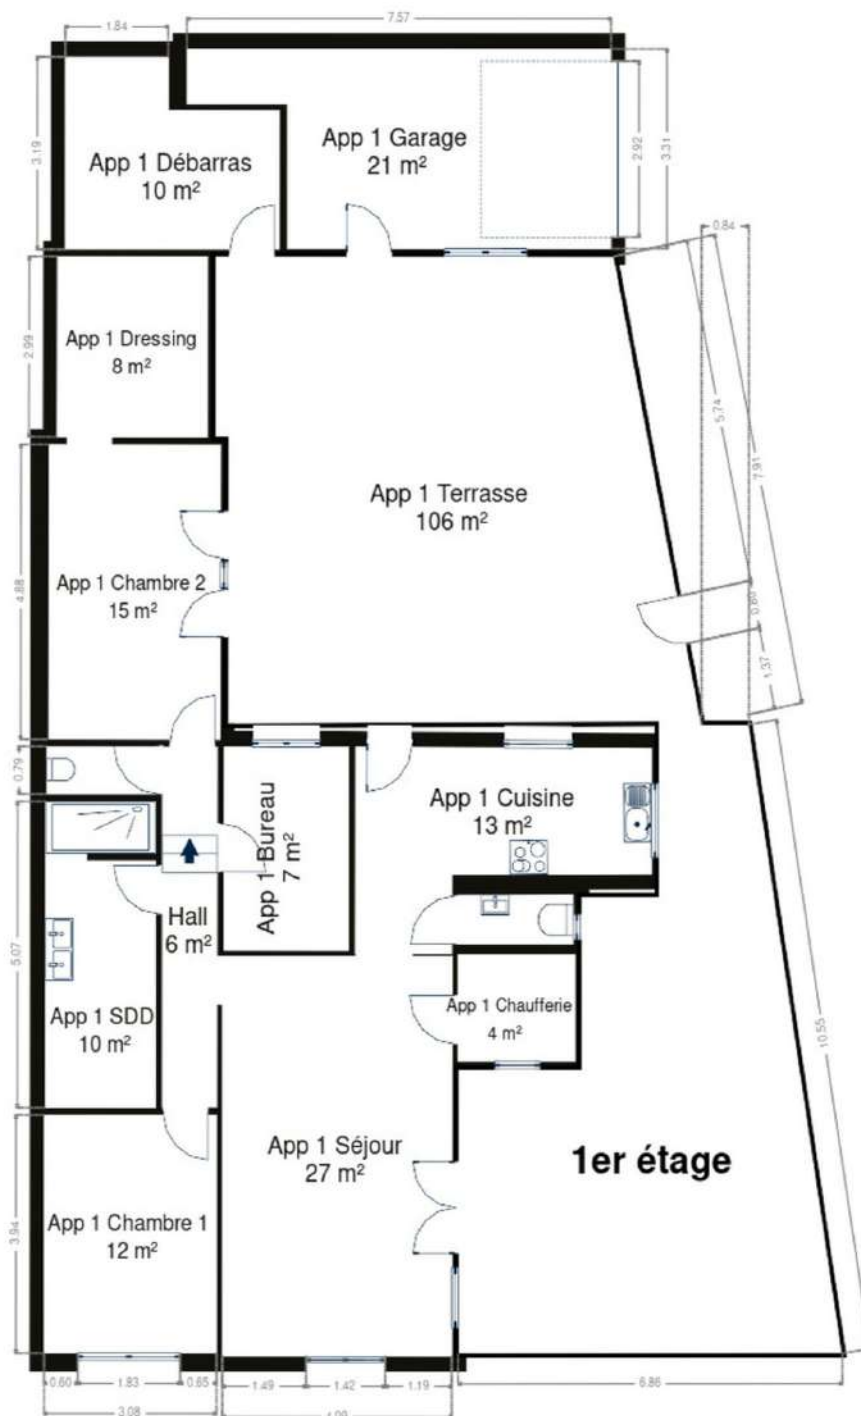 1.84
7.57
3.19
App 1 Débarras
10 m²
App 1 Garage
21 m²
2.92
3.31
0.84
2.99
App 1 Dressing
8 m²
5.74
7.91
App 1 Terrasse
106 m²
4.88
App 1 Chambre 2
15 m²
1.37
0.79
App 1 Bureau
7 m²
App 1 Cuisine
13 m²
5.07
Hall
6 m²
App 1 SDD
10 m²
App 1 Chaufferie
4 m²
10.55
App 1 Séjour
27 m²
1er étage
3.94
App 1 Chambre 1
12 m²
0.60
1.83
0.65
1.49
1.42
1.19
6.86
3.08